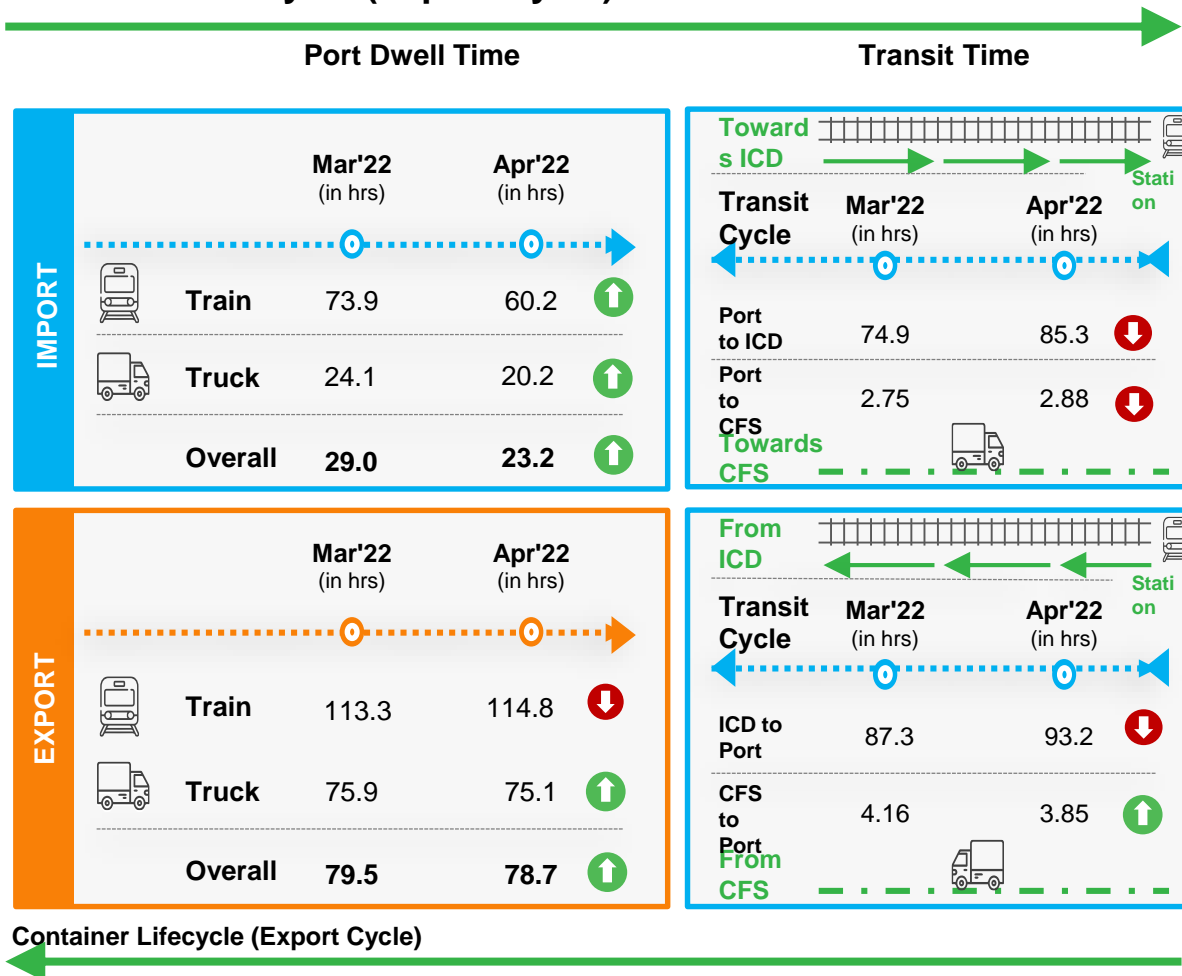 Port Dwell Time
Transit Time
IMPORT
Mar'22 Apr'22
(in hrs) (in hrs)
Train 73.9 60.2
Truck 24.1 20.2
Overall 29.0 23.2
Toward
s ICD
Stati
on
Transit
Cycle
Mar'22 Apr'22
(in hrs) (in hrs)
Port
to ICD
74.9 85.3
Port
to
CFS
2.75 2.88
Towards
CFS
EXPORT
Mar'22 Apr'22
(in hrs) (in hrs)
Train 113.3 114.8
Truck 75.9 75.1
Overall 79.5 78.7
From
ICD
Stati
on
Transit
Cycle
Mar'22 Apr'22
(in hrs) (in hrs)
ICD to
Port
87.3 93.2
CFS
to
Port
4.16 3.85
From
CFS
Container Lifecycle (Export Cycle)